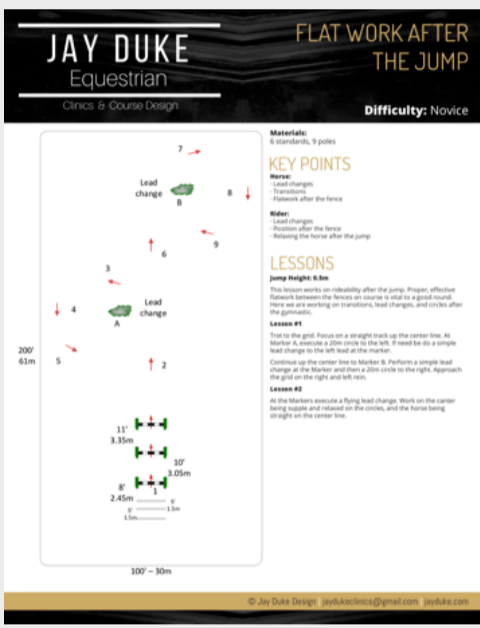 JAY DUKE
Equestrian
Clinics & Course Design
FLAT WORK AFTER
THE JUMP
Difficulty: Novice
7
Lead
change
B
8
9
6
3
4
Lead
change
A
200'
61m
5
2
11'
3.35m
10'
3.05m
8'
2.45m
1
5'
1.5m
5'
1.5m
100' – 30m
Materials:
6 standards, 9 poles
KEY POINTS
Horse:
- Lead changes
- Transitions
- Flatwork after the fence
Rider:
- Lead changes
- Position after the fence
- Relaxing the horse after the jump
LESSONS
Jump Height: 0.5m
This lesson works on rideability after the jump. Proper, effective
flatwork between the fences on course is vital to a good round.
Here we are working on transitions, lead changes, and circles after
the gymnastic.
Lesson #1
Trot to the grid. Focus on a straight track up the center line. At
Marker A, execute a 20m circle to the left. If need be do a simple
lead change to the left lead at the marker.
Continue up the center line to Marker B. Perform a simple lead
change at the Marker and then a 20m circle to the right. Approach
the grid on the right and left rein.
Lesson #2
At the Markers execute a flying lead change. Work on the canter
being supple and relaxed on the circles, and the horse being
straight on the center line.
© Jay Duke Design | jaydukeclinics@gmail.com | jayduke.com